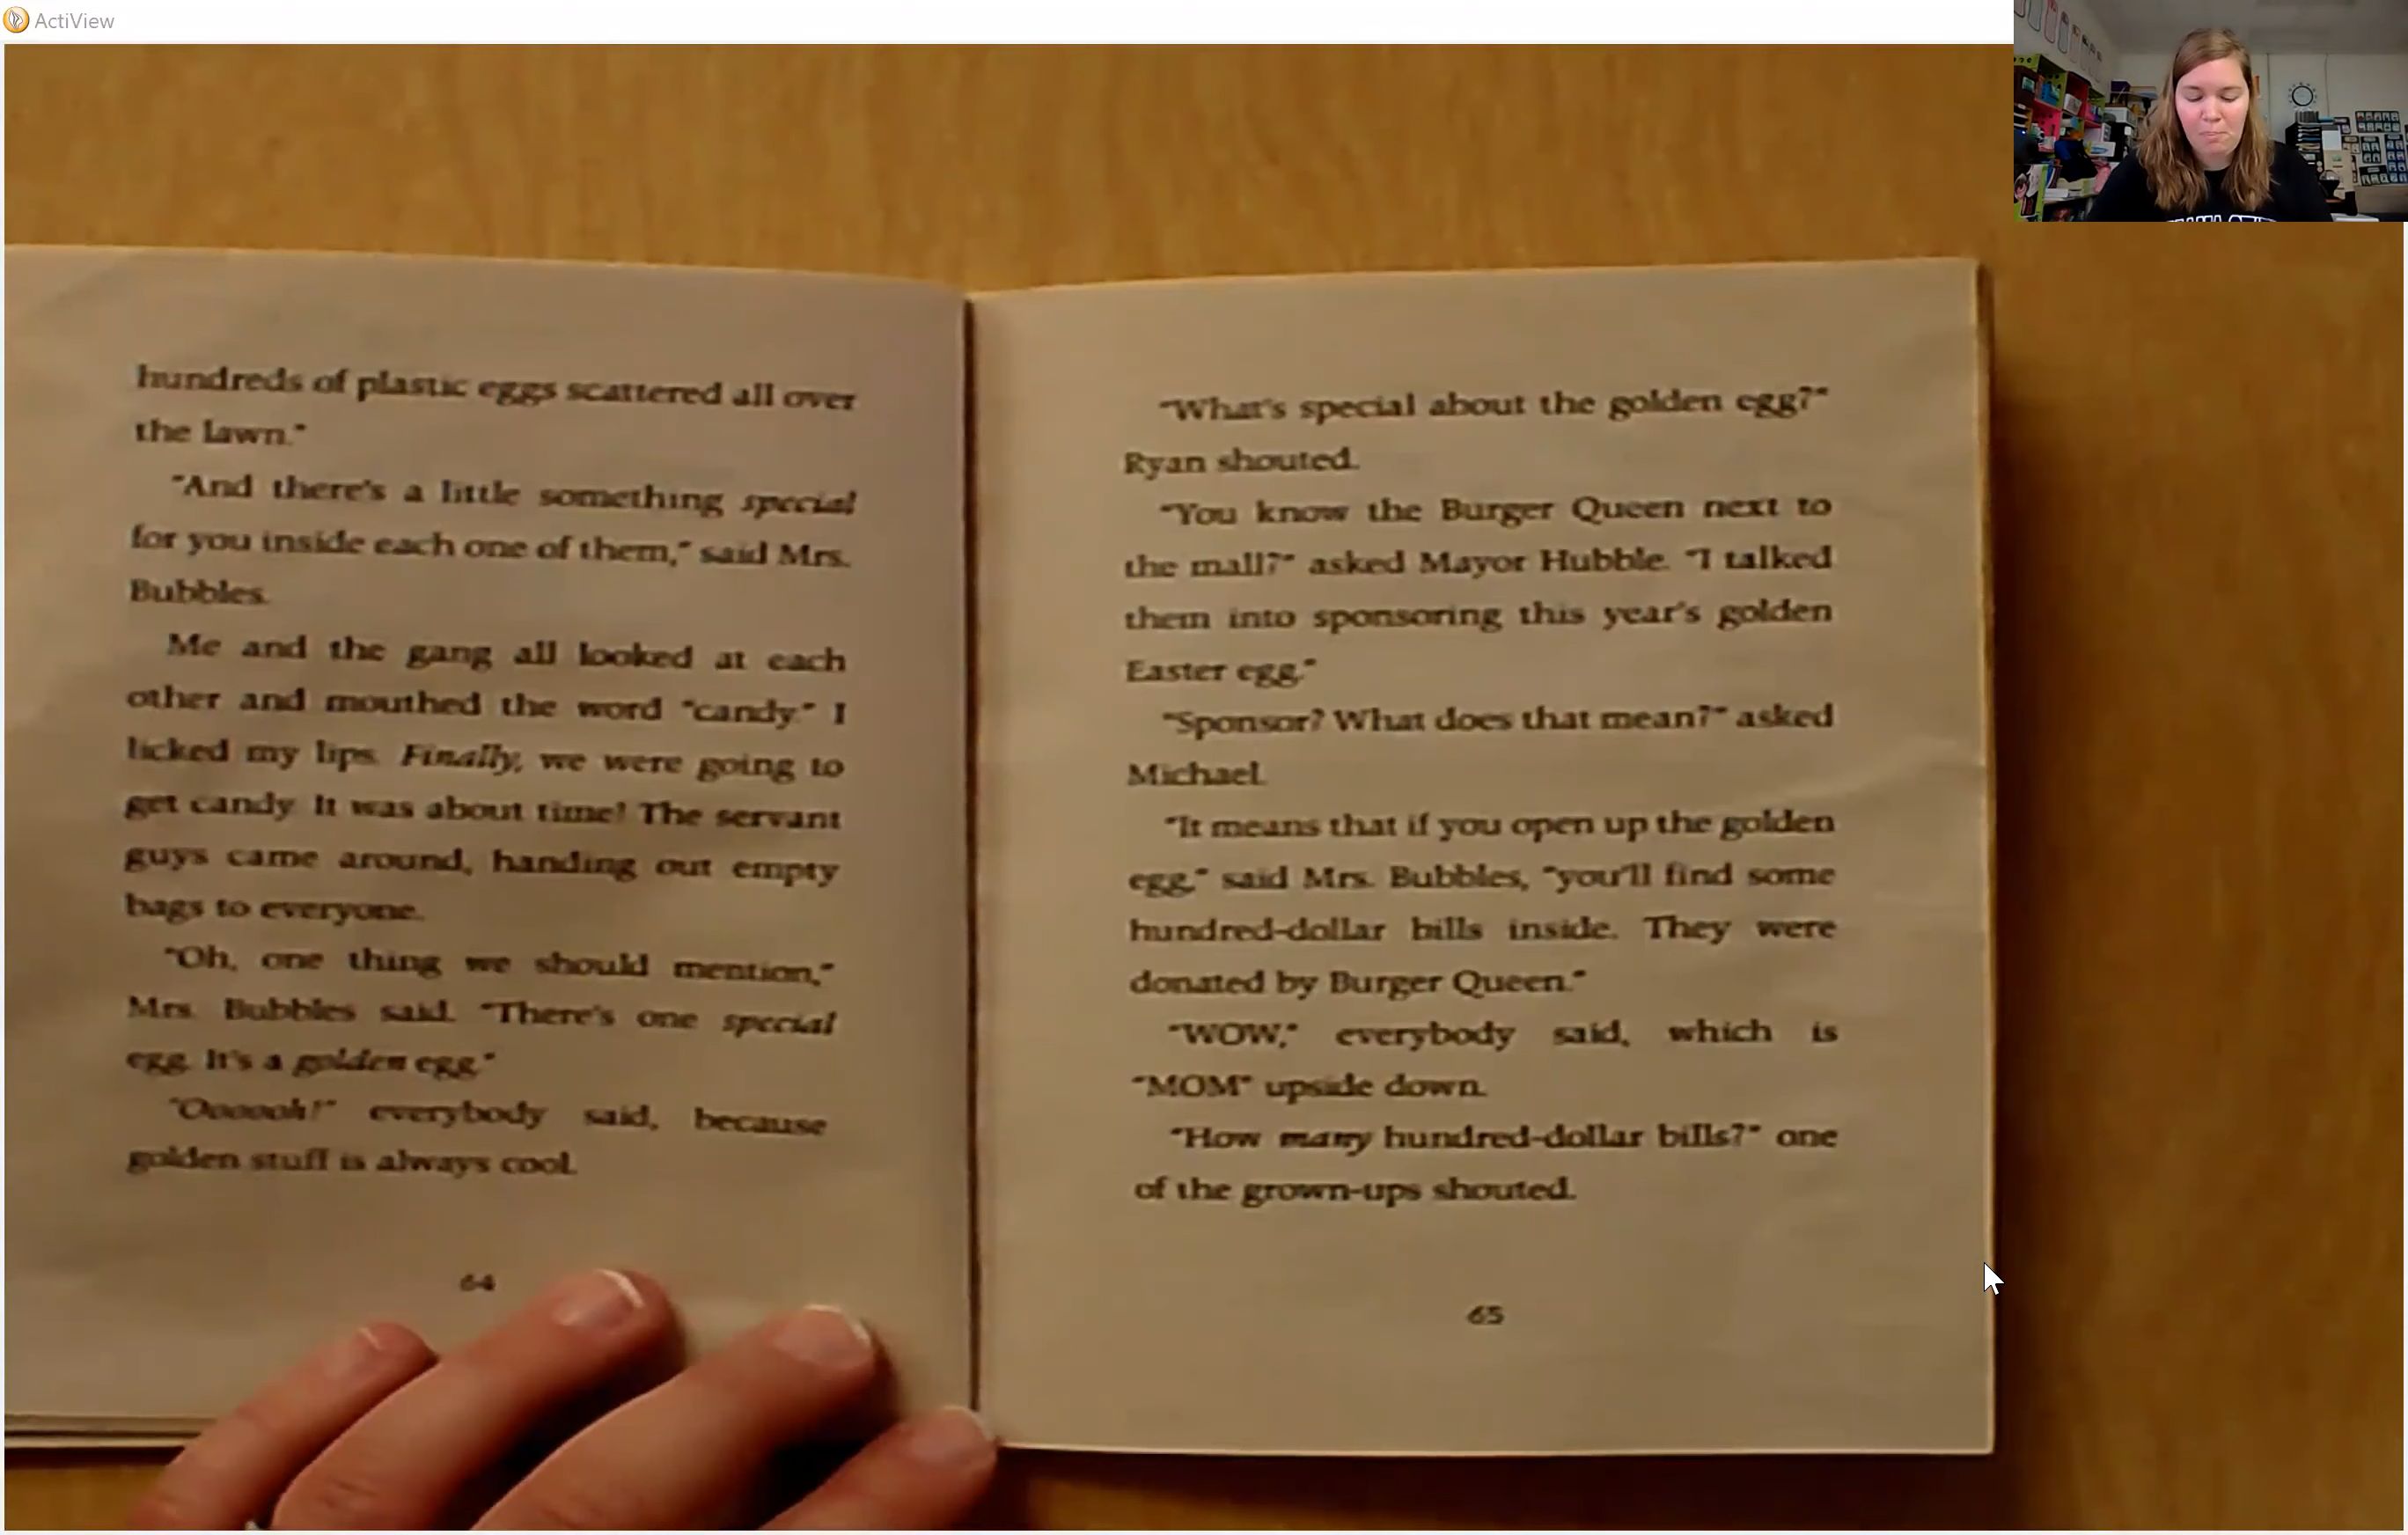 ActiView
hundreds of plastic eggs scattered all over
the lawn."
"And there's a little something special
for you inside each one of them," said Mrs.
Bubbles.
Me and the gang all looked at each
other and mouthed the word "candy." I
licked my lips. Finally, we were going to
get candy. It was about time! The servant
guys came around, handing out empty
bags to everyone.
"Oh, one thing we should mention,"
Mrs. Bubbles said. "There's one special
egg. It's a golden egg."
"Oooooh!" everybody said, because
golden stuff is always cool.
64
"What's special about the golden egg?"
Ryan shouted.
"You know the Burger Queen next to
the mall?" asked Mayor Hubble. "I talked
them into sponsoring this year's golden
Easter egg."
"Sponsor? What does that mean?" asked
Michael.
"It means that if you open up the golden
egg," said Mrs. Bubbles, "you'll find some
hundred-dollar bills inside. They were
donated by Burger Queen."
"WOW," everybody said, which is
"MOM" upside down.
"How many hundred-dollar bills?" one
of the grown-ups shouted.
65